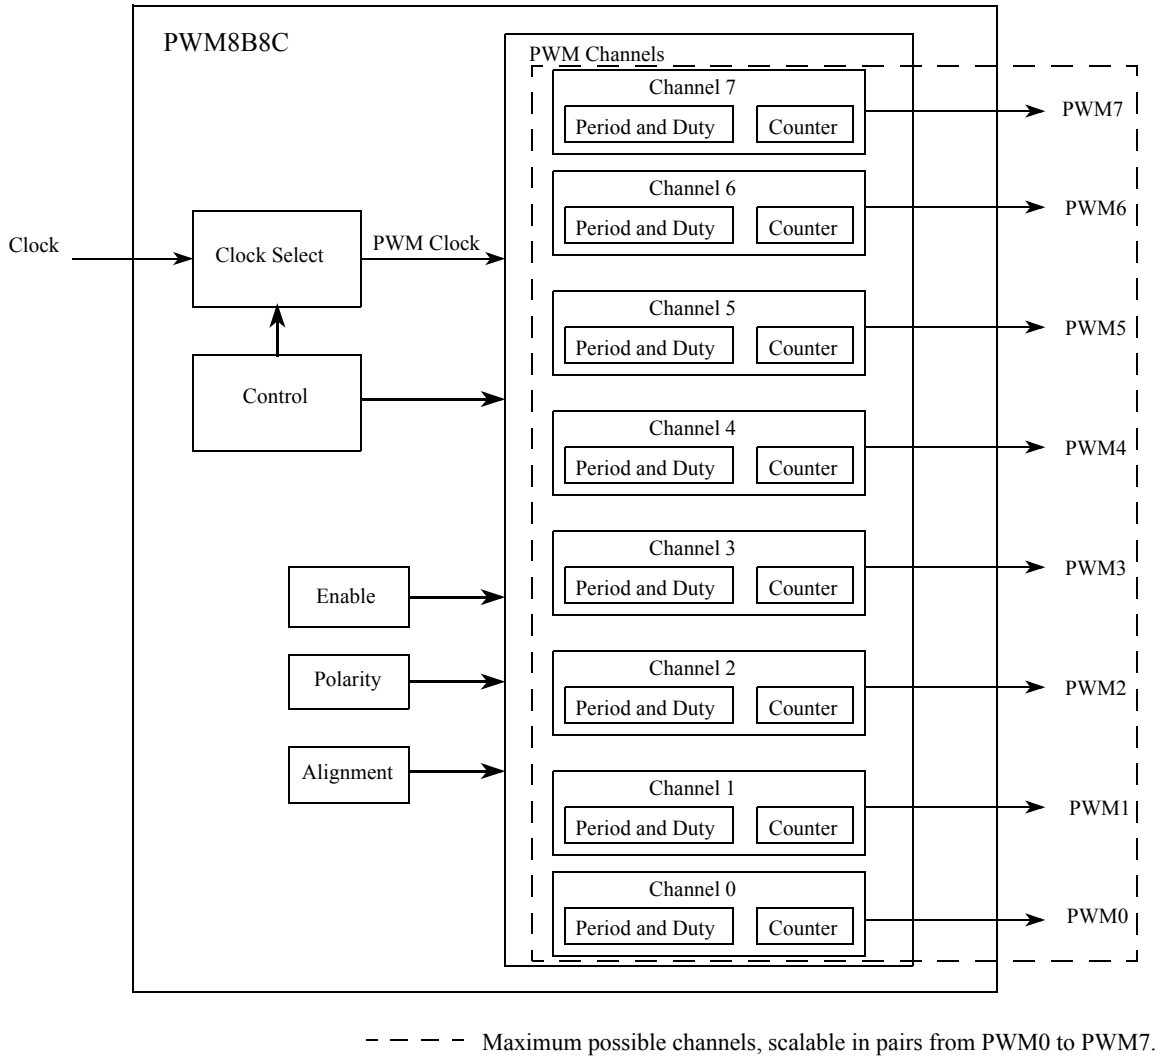 PWM8B8C
PWM Channels
Channel 7
Period and Duty
Counter
PWM7
Channel 6
Period and Duty
Counter
PWM6
Clock
Clock Select
PWM Clock
Channel 5
Period and Duty
Counter
PWM5
Control
Channel 4
Period and Duty
Counter
PWM4
Channel 3
Period and Duty
Counter
PWM3
Enable
Polarity
Channel 2
Period and Duty
Counter
PWM2
Alignment
Channel 1
Period and Duty
Counter
PWM1
Channel 0
Period and Duty
Counter
PWM0
Maximum possible channels, scalable in pairs from PWM0 to PWM7.